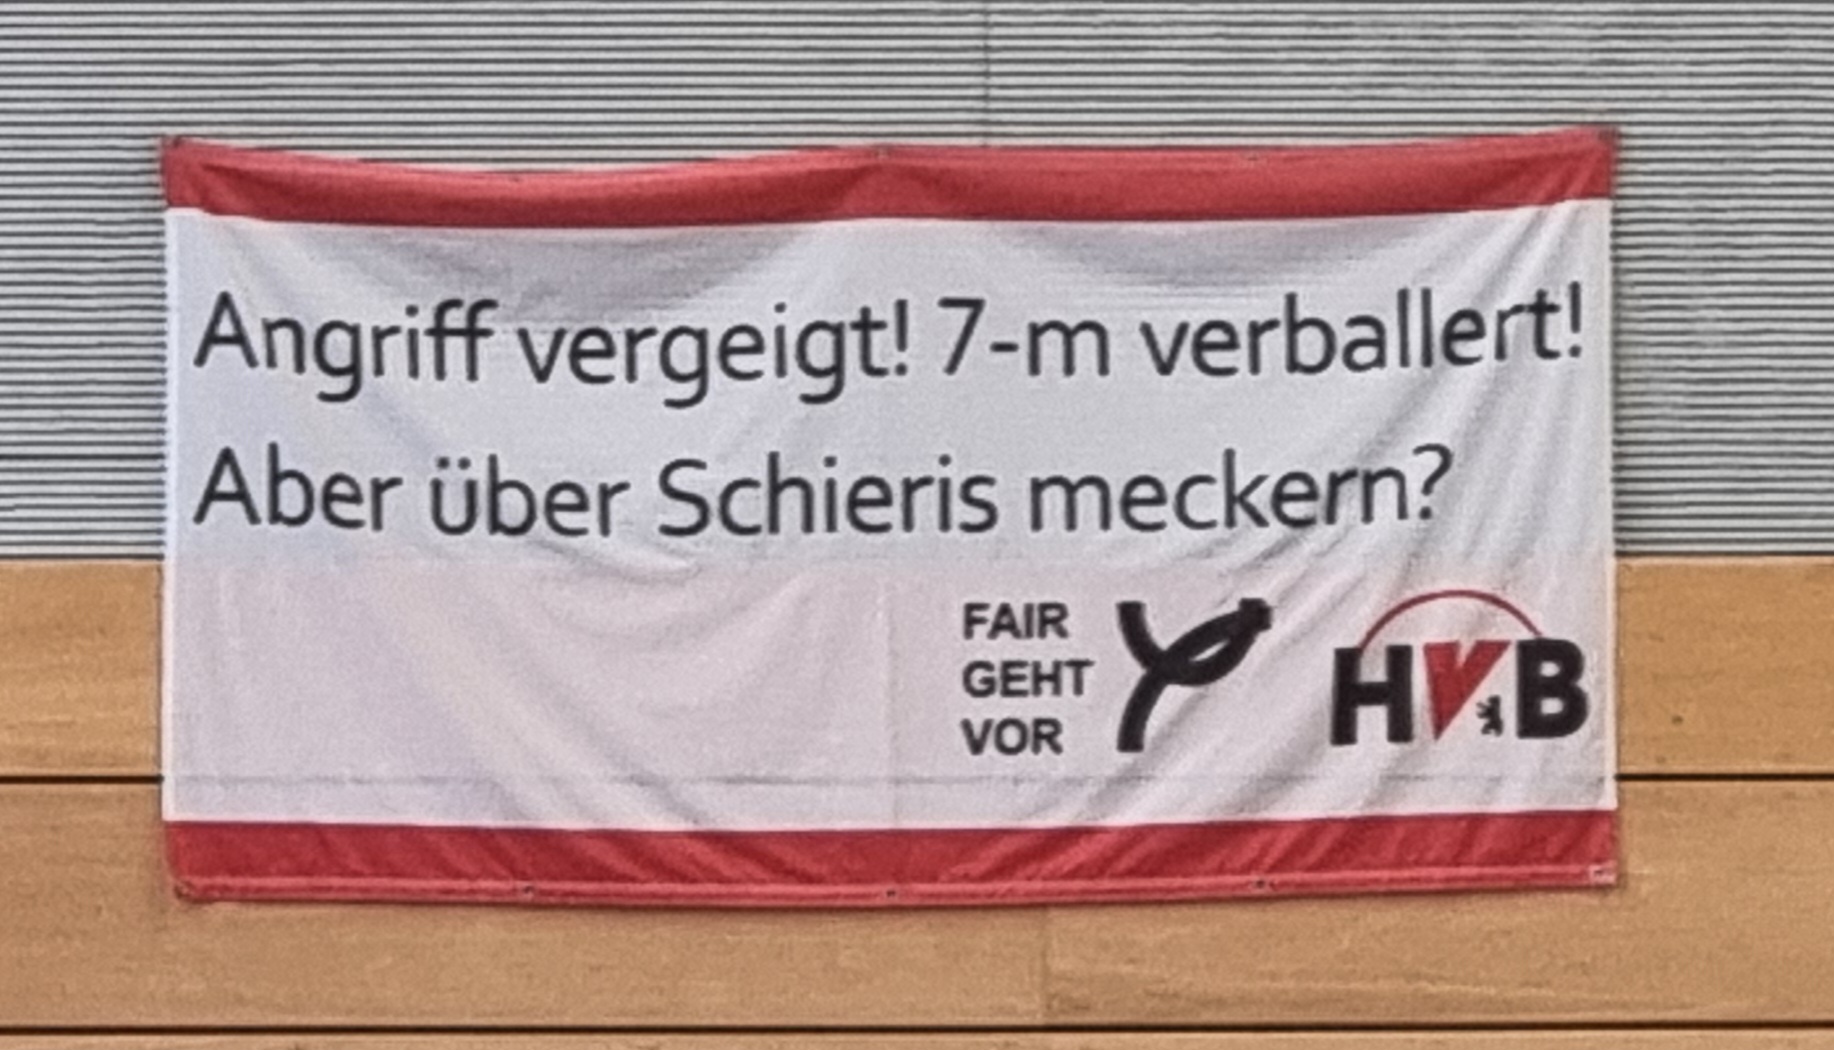 Angriff vergeigt! 7-m verballert!
Aber über Schieris meckern?
FAIR
GEHT
VOR
HVB